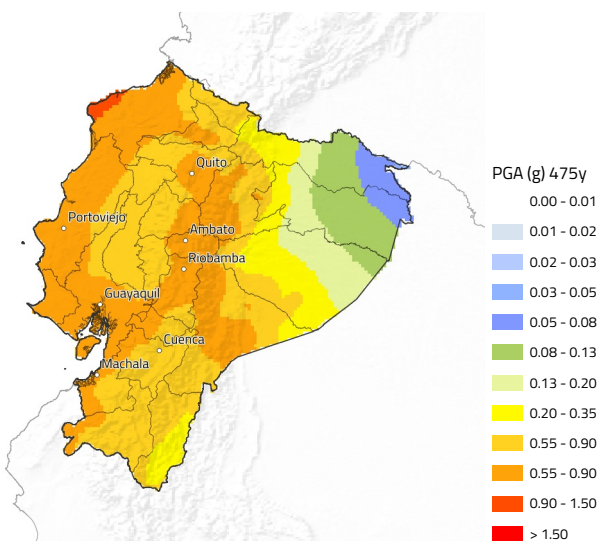 Quito
Portoviejo
Ambato
Riobamba
Guayaquil
Cuenca
Machala
PGA (g) 475y
0.00 - 0.01
0.01 - 0.02
0.02 - 0.03
0.03 - 0.05
0.05 - 0.08
0.08 - 0.13
0.13 - 0.20
0.20 - 0.35
0.55 - 0.90
0.55 - 0.90
0.90 - 1.50
> 1.50